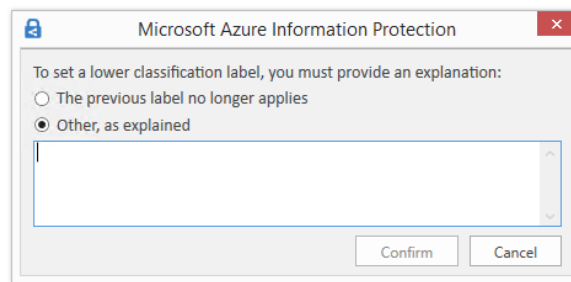 Microsoft Azure Information Protection
To set a lower classification label, you must provide an explanation:
The previous label no longer applies
Other, as explained
Confirm Cancel